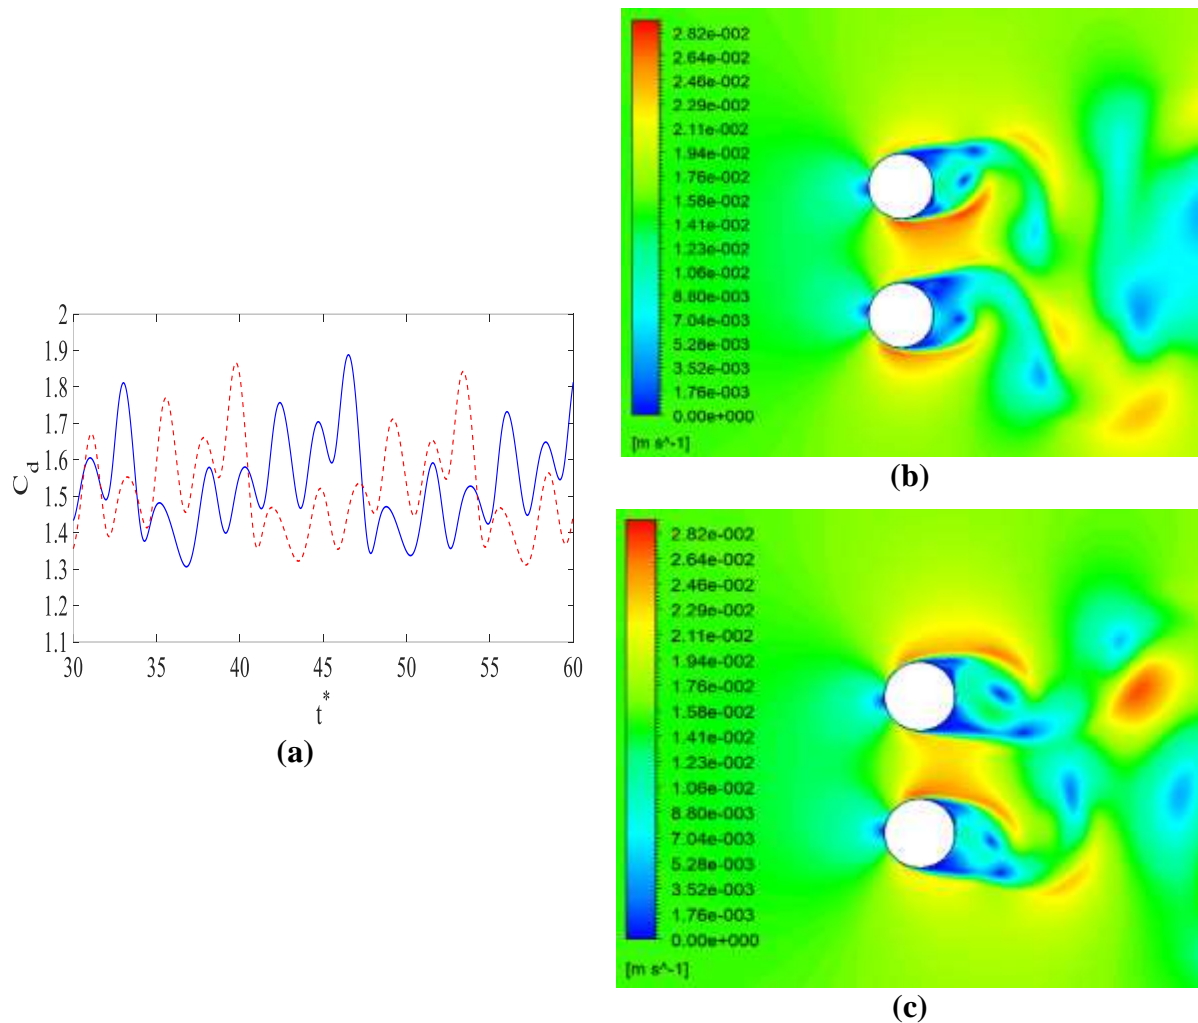 2
1.9
1.8
1.7
1.6
1.5
1.4
1.3
1.2
1.1
C_d
30 35 40 45 50 55 60
t*
(a)
2.82e-002
2.64e-002
2.46e-002
2.29e-002
2.11e-002
1.94e-002
1.76e-002
1.58e-002
1.41e-002
1.23e-002
1.06e-002
8.80e-003
7.04e-003
5.28e-003
3.52e-003
1.76e-003
0.00e+000
[m s^-1]
(b)
2.82e-002
2.64e-002
2.46e-002
2.29e-002
2.11e-002
1.94e-002
1.76e-002
1.58e-002
1.41e-002
1.23e-002
1.06e-002
8.80e-003
7.04e-003
5.28e-003
3.52e-003
1.76e-003
0.00e+000
[m s^-1]
(c)